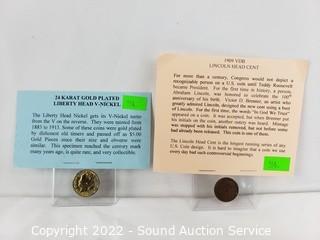 24 KARAT GOLD PLATED
LIBERTY HEAD V-NICKEL
The Liberty Head Nickel gets its V-Nickel name
from the V on the reverse. They were minted form
1883 to 1913. Some of these coins were gold plated
by dishonest old timers and passed off as $5.00
Gold Pieces since their size and obverse were
similar. This specimen reached the current mark
many years ago, is quite rare, and very collectible.
1909 VDB
LINCOLN HEAD CENT
For more than a century, Congress would not depict a
recognizable person on a U.S. coin until Teddy Roosevelt
became President. For the first time in history, a person,
Abraham Lincoln, was honored to celebrate the 100th
anniversary of his birth. Victor D. Brenner, an artist who
greatly admired Lincoln, designed the new coin using a bust
of Lincoln. For the first time, the words "In God We Trust"
appeared on a coin. It was accepted, but when Brenner put
his initials on the coin, another outcry was heard. Mintage
was stopped with his initials removed, but not before some
had already been released. This coin is one of them.
The Lincoln Head Cent is the longest running series of any
U.S. Coin design. It is hard to imagine that a coin we use
every day had such controversial beginnings.
Copyright 2022 - Sound Auction Service